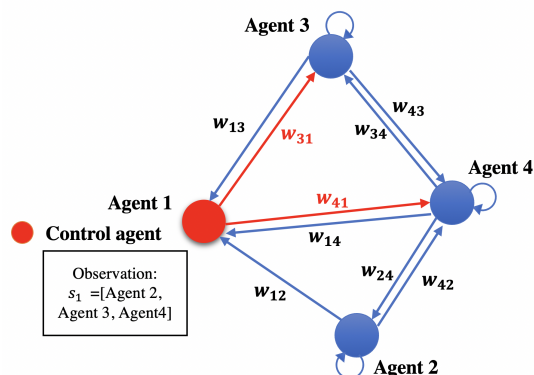 Agent 3
w₁₃
w₃₁
w₄₃
w₃₄
Agent 4
Agent 1
w₄₁
w₁₄
Control agent
Observation:
s₁ =[Agent 2,
Agent 3, Agent4]
w₂₄
w₄₂
w₁₂
Agent 2